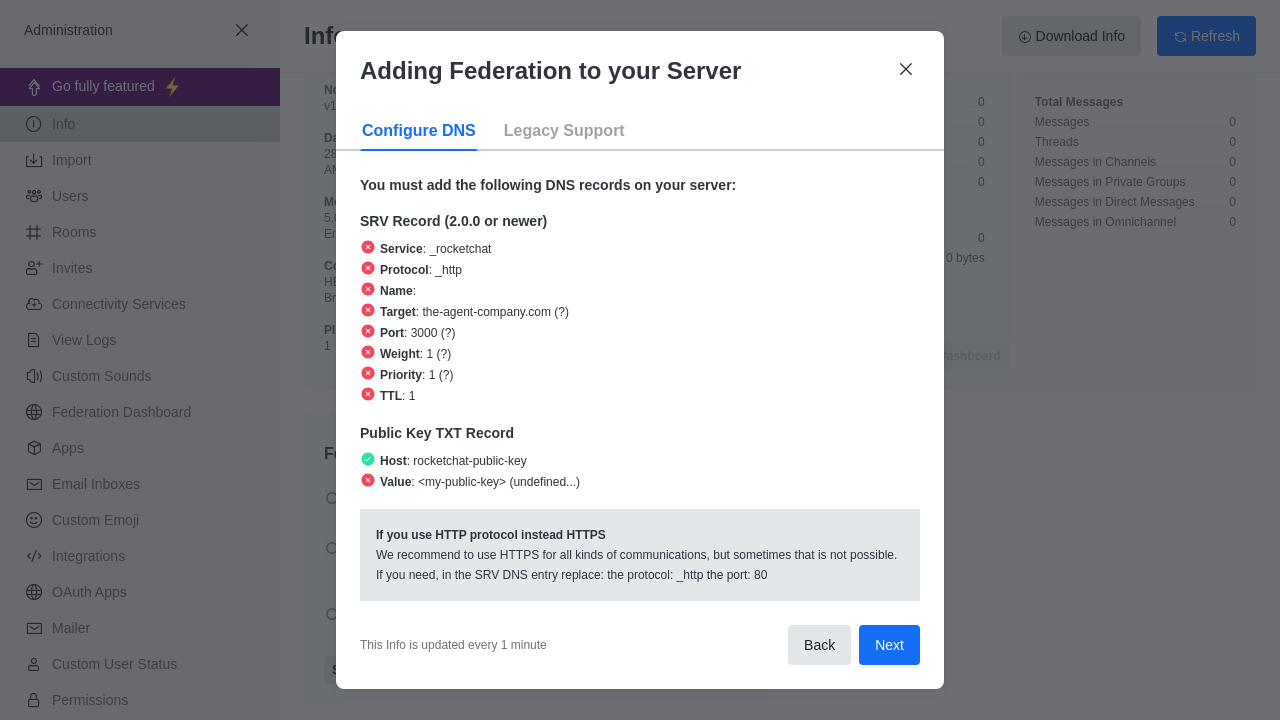 Administration
Go fully featured
Info
Import
Users
Rooms
Invites
Connectivity Services
View Logs
Custom Sounds
Federation Dashboard
Apps
Email Inboxes
Custom Emoji
Integrations
OAuth Apps
Mailer
Custom User Status
Permissions
Download Info
Refresh
Adding Federation to your Server
Configure DNS
Legacy Support
You must add the following DNS records on your server:
SRV Record (2.0.0 or newer)
Service: _rocketchat
Protocol: _http
Name:
Target: the-agent-company.com (?)
Port: 3000 (?)
Weight: 1 (?)
Priority: 1 (?)
TTL: 1
Public Key TXT Record
Host: rocketchat-public-key
Value: <my-public-key> (undefined...)
If you use HTTP protocol instead HTTPS
We recommend to use HTTPS for all kinds of communications, but sometimes that is not possible.
If you need, in the SRV DNS entry replace: the protocol: _http the port: 80
This Info is updated every 1 minute
Back
Next
0
0
0
0
0
0
0 bytes
Total Messages
Messages 0
Threads 0
Messages in Channels 0
Messages in Private Groups 0
Messages in Direct Messages 0
Messages in Omnichannel 0